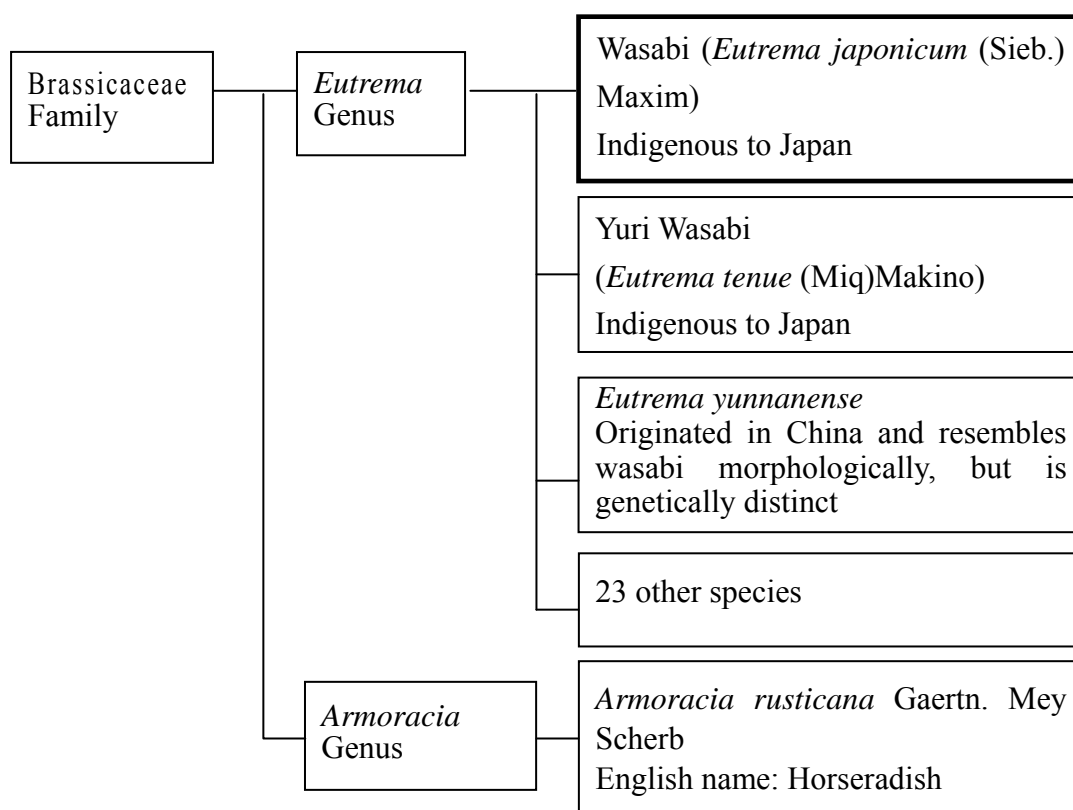 Brassicaceae
Family
Eutrema
Genus
Wasabi (Eutrema japonicum (Sieb.)
Maxim)
Indigenous to Japan
Yuri Wasabi
(Eutrema tenue (Miq)Makino)
Indigenous to Japan
Eutrema yunnanense
Originated in China and resembles
wasabi morphologically, but is
genetically distinct
23 other species
Armoracia
Genus
Armoracia rusticana Gaertn. Mey
Scherb
English name: Horseradish